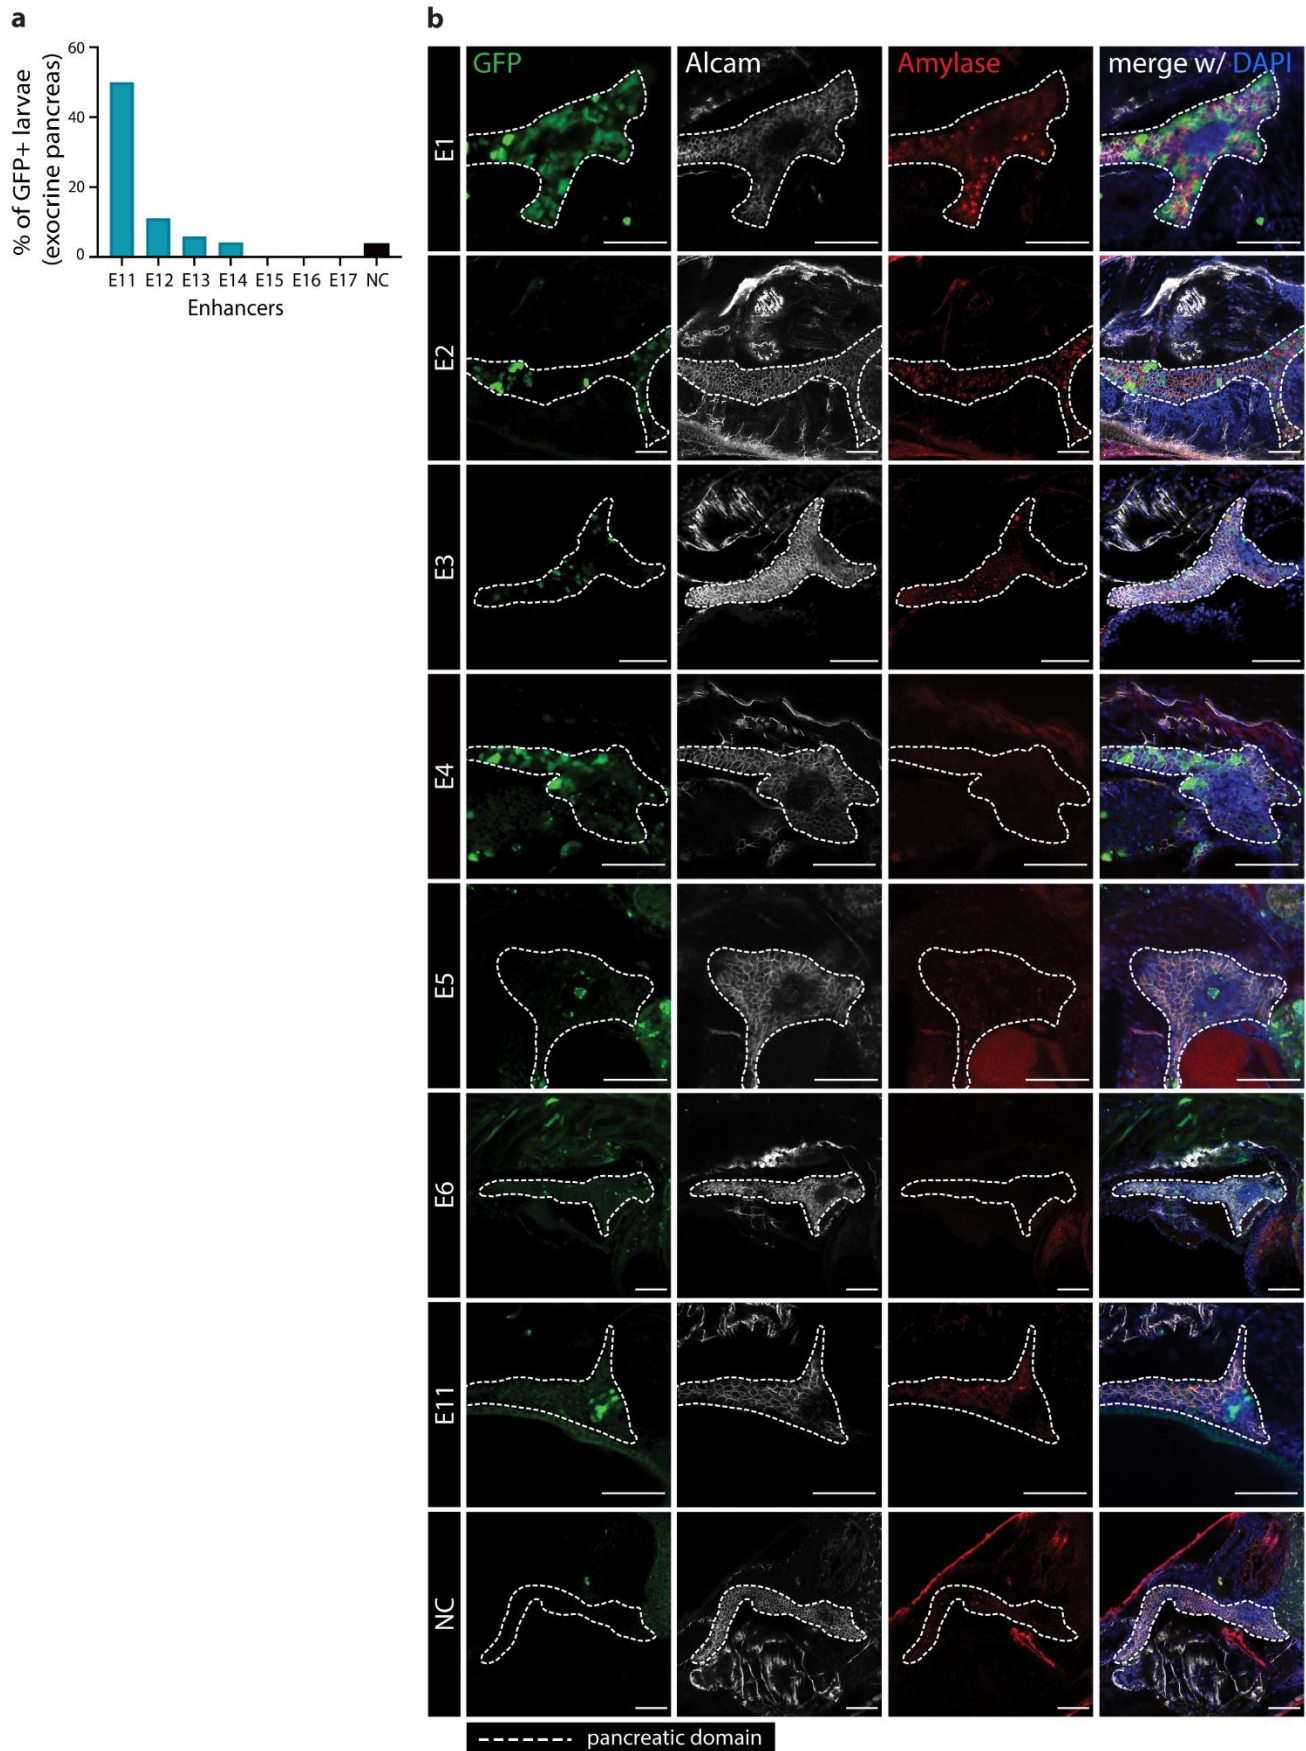 a
60
40
20
0
% of GFP+ larvae
(exocrine pancreas)
E11 E12 E13 E14 E15 E16 E17 NC
Enhancers
b
GFP Alcam Amylase merge w/ DAPI
E1
E2
E3
E4
E5
E6
E11
NC
pancreatic domain